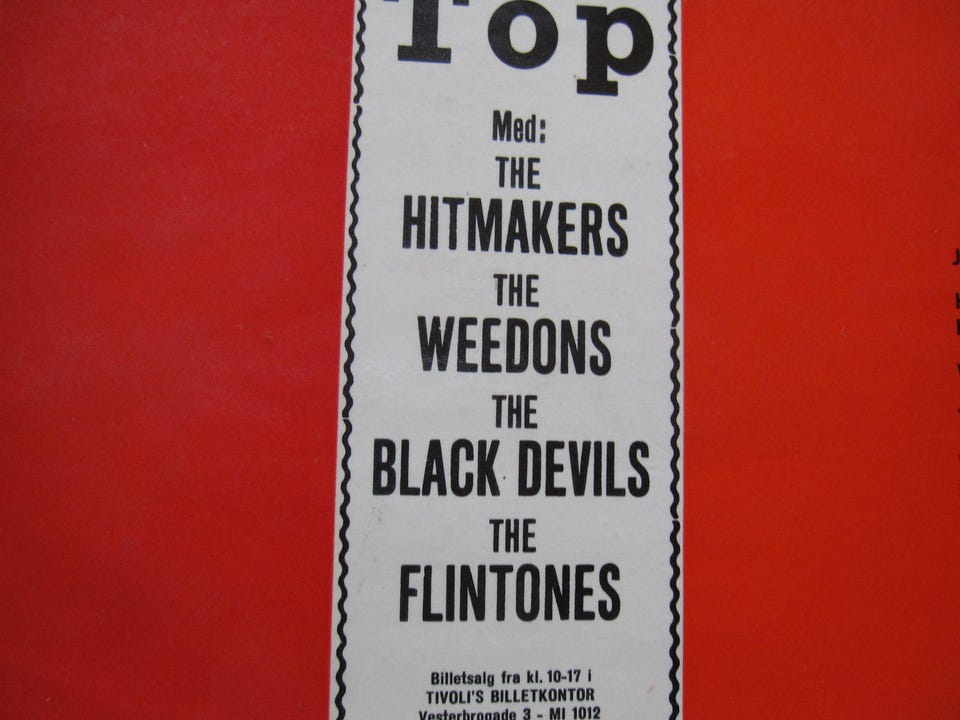 Top
Med:
THE
HITMAKERS
THE
WEEDONS
THE
BLACK DEVILS
THE
FLINTONES
Billetsalg fra kl. 10-17 i
TIVOLI'S BILLETKONTOR
Vesterbrogade 3 - MI 1012